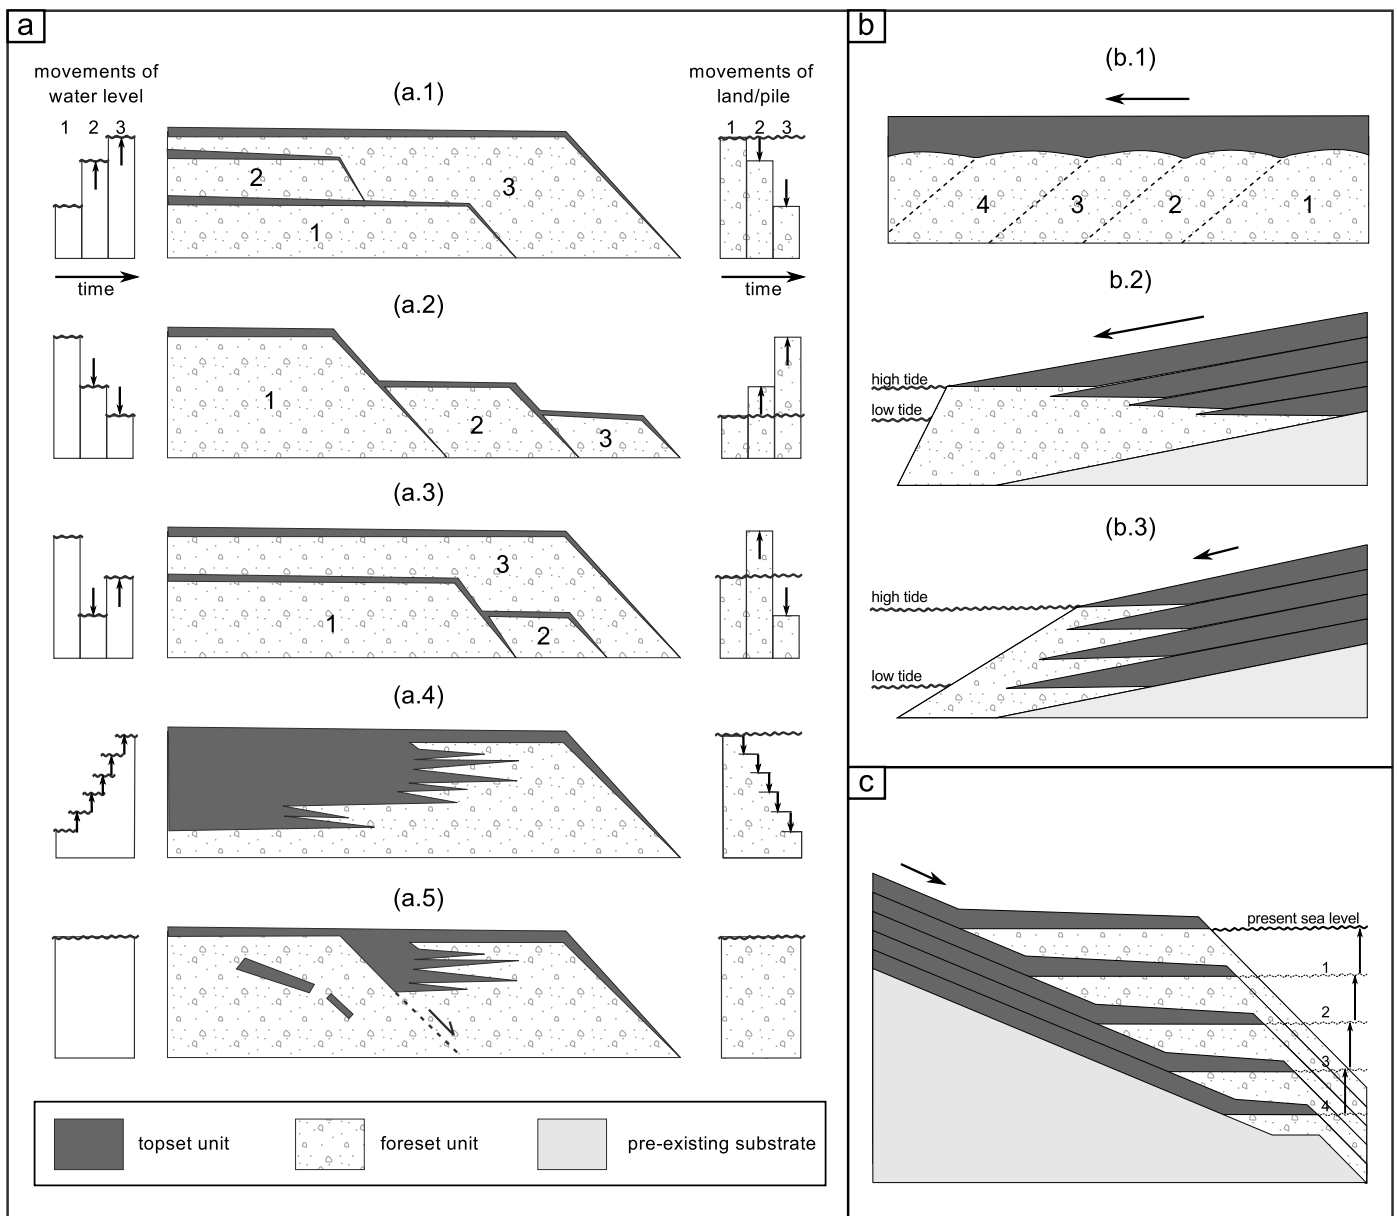 a
movements of
water level
1 2 3
time
(a.1)
2
3
1
movements of
land/pile
1 2 3
time
(a.2)
1
2
3
(a.3)
3
1
2
(a.4)
(a.5)
topset unit
foreset unit
pre-existing substrate
b
(b.1)
4 3 2 1
b.2)
high tide
low tide
(b.3)
high tide
low tide
c
present sea level
1
2
3
4